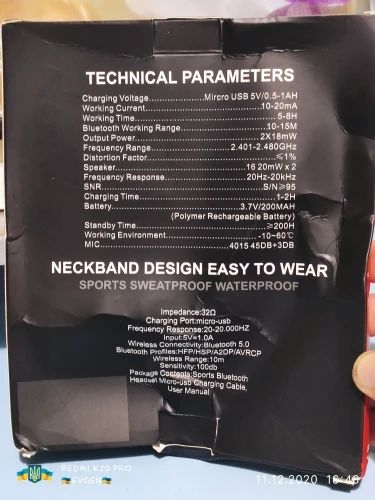 TECHNICAL PARAMETERS
Charging Voltage..................Mircro USB 5V/0.5-1AH
Working Current..................................10-20mA
Working Time..........................................5-8H
Bluetooth Working Range.........................10-15M
Output Power.......................................2X18mW
Frequency Range........................2.401-2.480GHz
Distortion Factor......................................≤1%
Speaker.........................................16 20mW x 2
Frequency Response.........................20Hz-20kHz
SNR....................................................S/N≥95
Charging Time..........................................1-2H
Battery......................................3.7V/200MAH
(Polymer Rechargeable Battery)
Standby Time.........................................≥200H
Working Environment.............................-10~60℃
MIC....................................4015 45DB+3DB
NECKBAND DESIGN EASY TO WEAR
SPORTS SWEATPROOF WATERPROOF
Impedance:32Ω
Charging Port:micro-usb
Frequency Response:20-20.000HZ
Input:5V=1.0A
Wireless Connectivity:Bluetooth 5.0
Bluetooth Profiles:HFP/HSP/A2DP/AVRCP
Wireless Range:10m
Sensitivity:100db
Package Contents:Sports Bluetooth
Headset Micro-usb Charging Cable,
User Manual
REDMI K20 PRO
EVGEN
11.12.2020 16:46